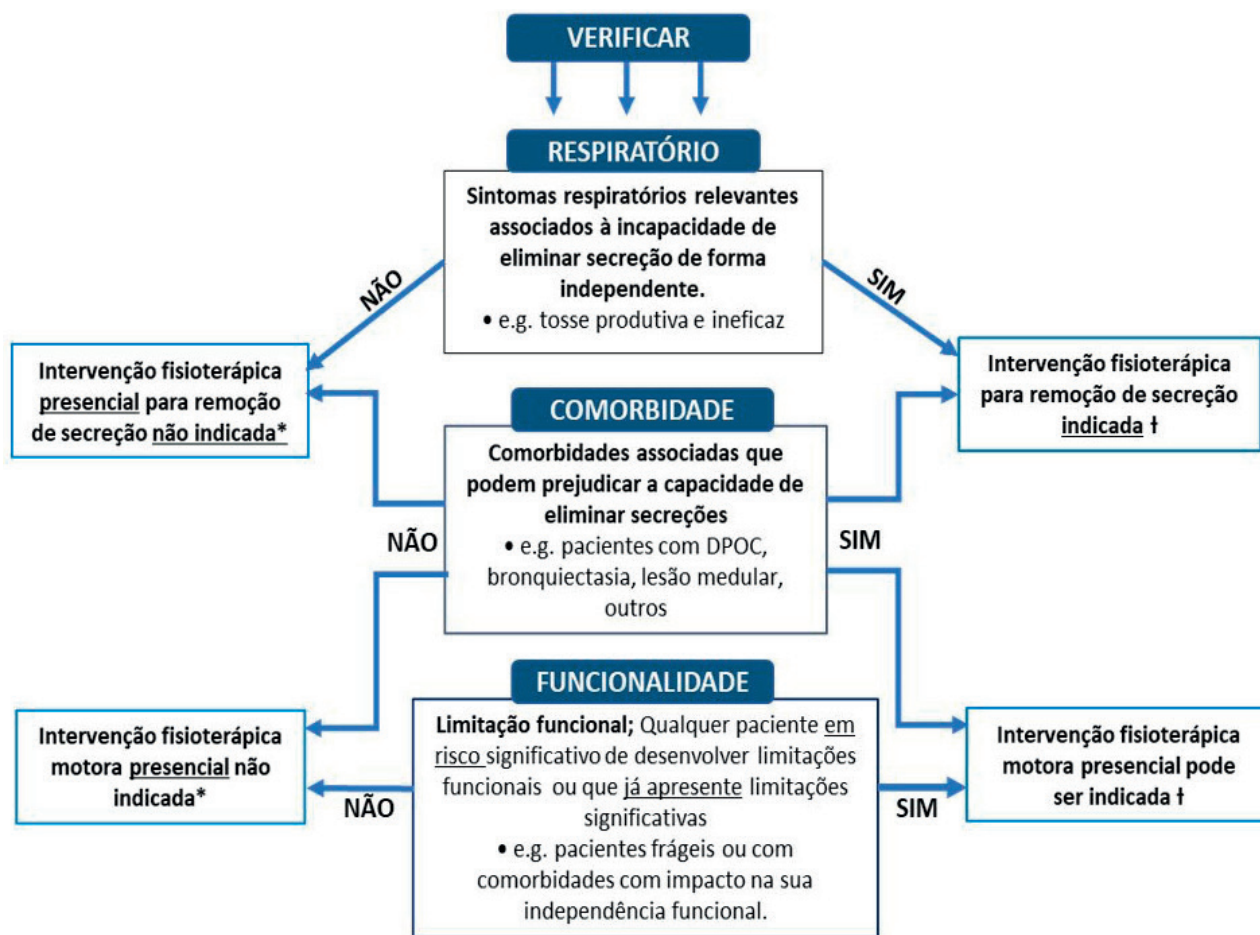 VERIFICAR
RESPIRATÓRIO
Sintomas respiratórios relevantes
associados à incapacidade de
eliminar secreção de forma
independente.
• e.g. tosse produtiva e ineficaz
NÃO
SIM
Intervenção fisioterápica
presencial para remoção
de secreção não indicada*
Intervenção fisioterápica
para remoção de secreção
indicada ƚ
COMORBIDADE
Comorbidades associadas que
podem prejudicar a capacidade de
eliminar secreções
• e.g. pacientes com DPOC,
bronquiectasia, lesão medular,
outros
NÃO
SIM
FUNCIONALIDADE
Limitação funcional; Qualquer paciente em
risco significativo de desenvolver limitações
funcionais ou que já apresente limitações
significativas
• e.g. pacientes frágeis ou com
comorbidades com impacto na sua
independência funcional.
NÃO
SIM
Intervenção fisioterápica
motora presencial não
indicada*
Intervenção fisioterápica
motora presencial pode
ser indicada ƚ